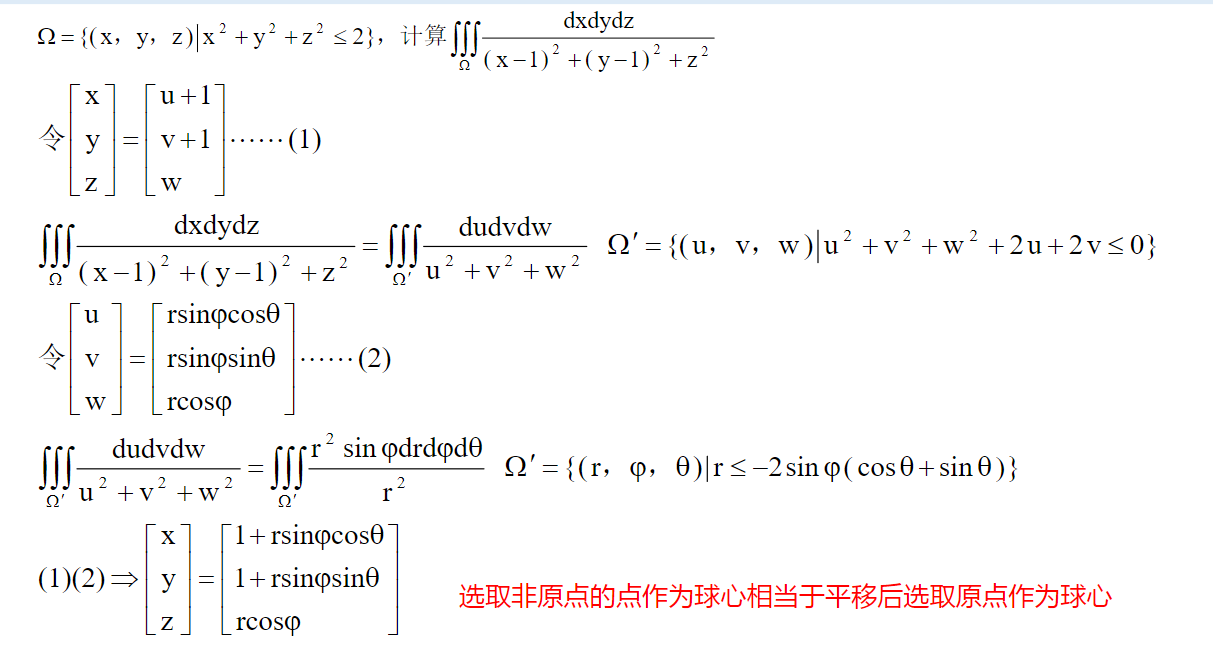 Ω={(x，y，z)|x²+y²+z²≤2}，计算∭_Ω dxdydz/((x−1)²+(y−1)²+z²)
令[x y z]=[u+1 v+1 w]……(1)
∭_Ω dxdydz/((x−1)²+(y−1)²+z²)=∭_Ω′ dudvdw/(u²+v²+w²) Ω′={(u，v，w)|u²+v²+w²+2u+2v≤0}
令[u v w]=[rsinφcosθ rsinφsinθ rcosφ]……(2)
∭_Ω′ dudvdw/(u²+v²+w²)=∭_Ω′ r²sinφdrdφdθ/r² Ω′={(r，φ，θ)|r≤−2sinφ(cosθ+sinθ)}
(1)(2)⇒[x y z]=[1+rsinφcosθ 1+rsinφsinθ rcosφ]
选取非原点的点作为球心相当于平移后选取原点作为球心